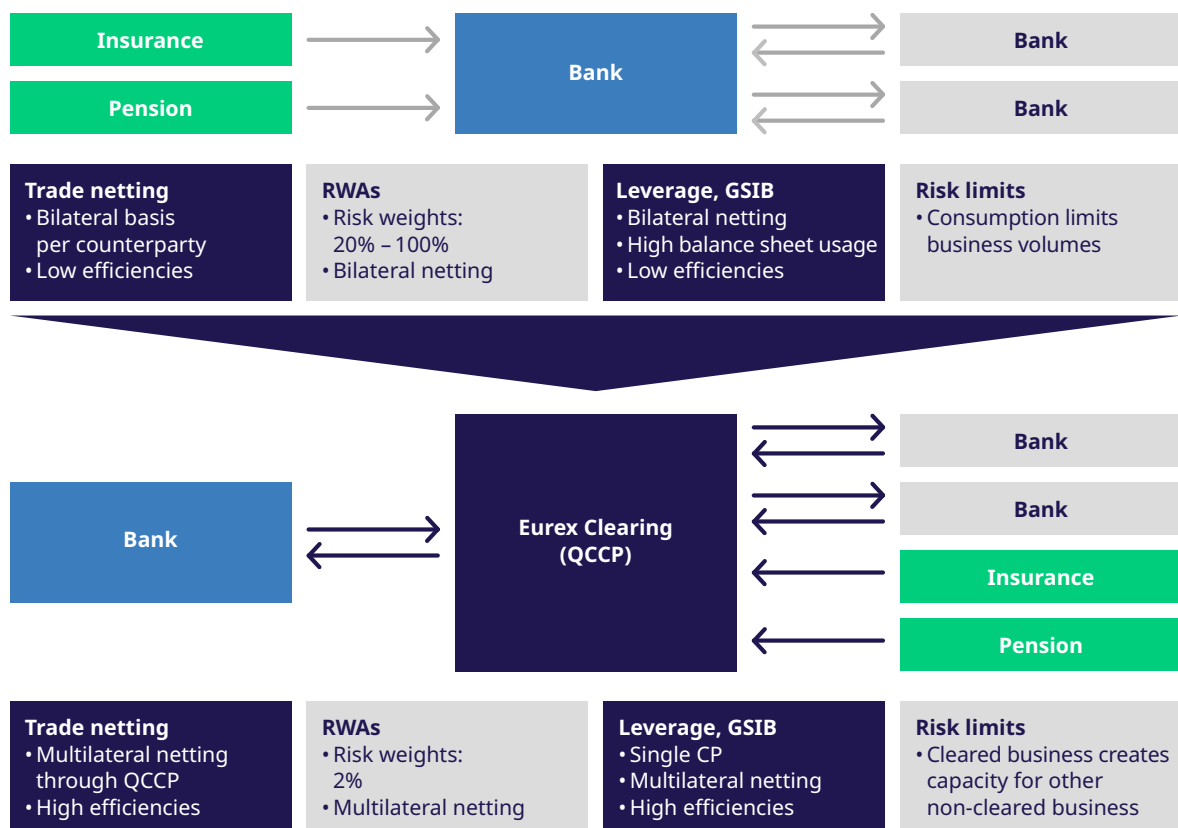 Insurance
Pension
Bank
Bank
Bank
Trade netting
• Bilateral basis
per counterparty
• Low efficiencies
RWAs
• Risk weights:
20% – 100%
• Bilateral netting
Leverage, GSIB
• Bilateral netting
• High balance sheet usage
• Low efficiencies
Risk limits
• Consumption limits
business volumes
Bank
Eurex Clearing
(QCCP)
Bank
Bank
Insurance
Pension
Trade netting
• Multilateral netting
through QCCP
• High efficiencies
RWAs
• Risk weights:
2%
• Multilateral netting
Leverage, GSIB
• Single CP
• Multilateral netting
• High efficiencies
Risk limits
• Cleared business creates
capacity for other
non-cleared business